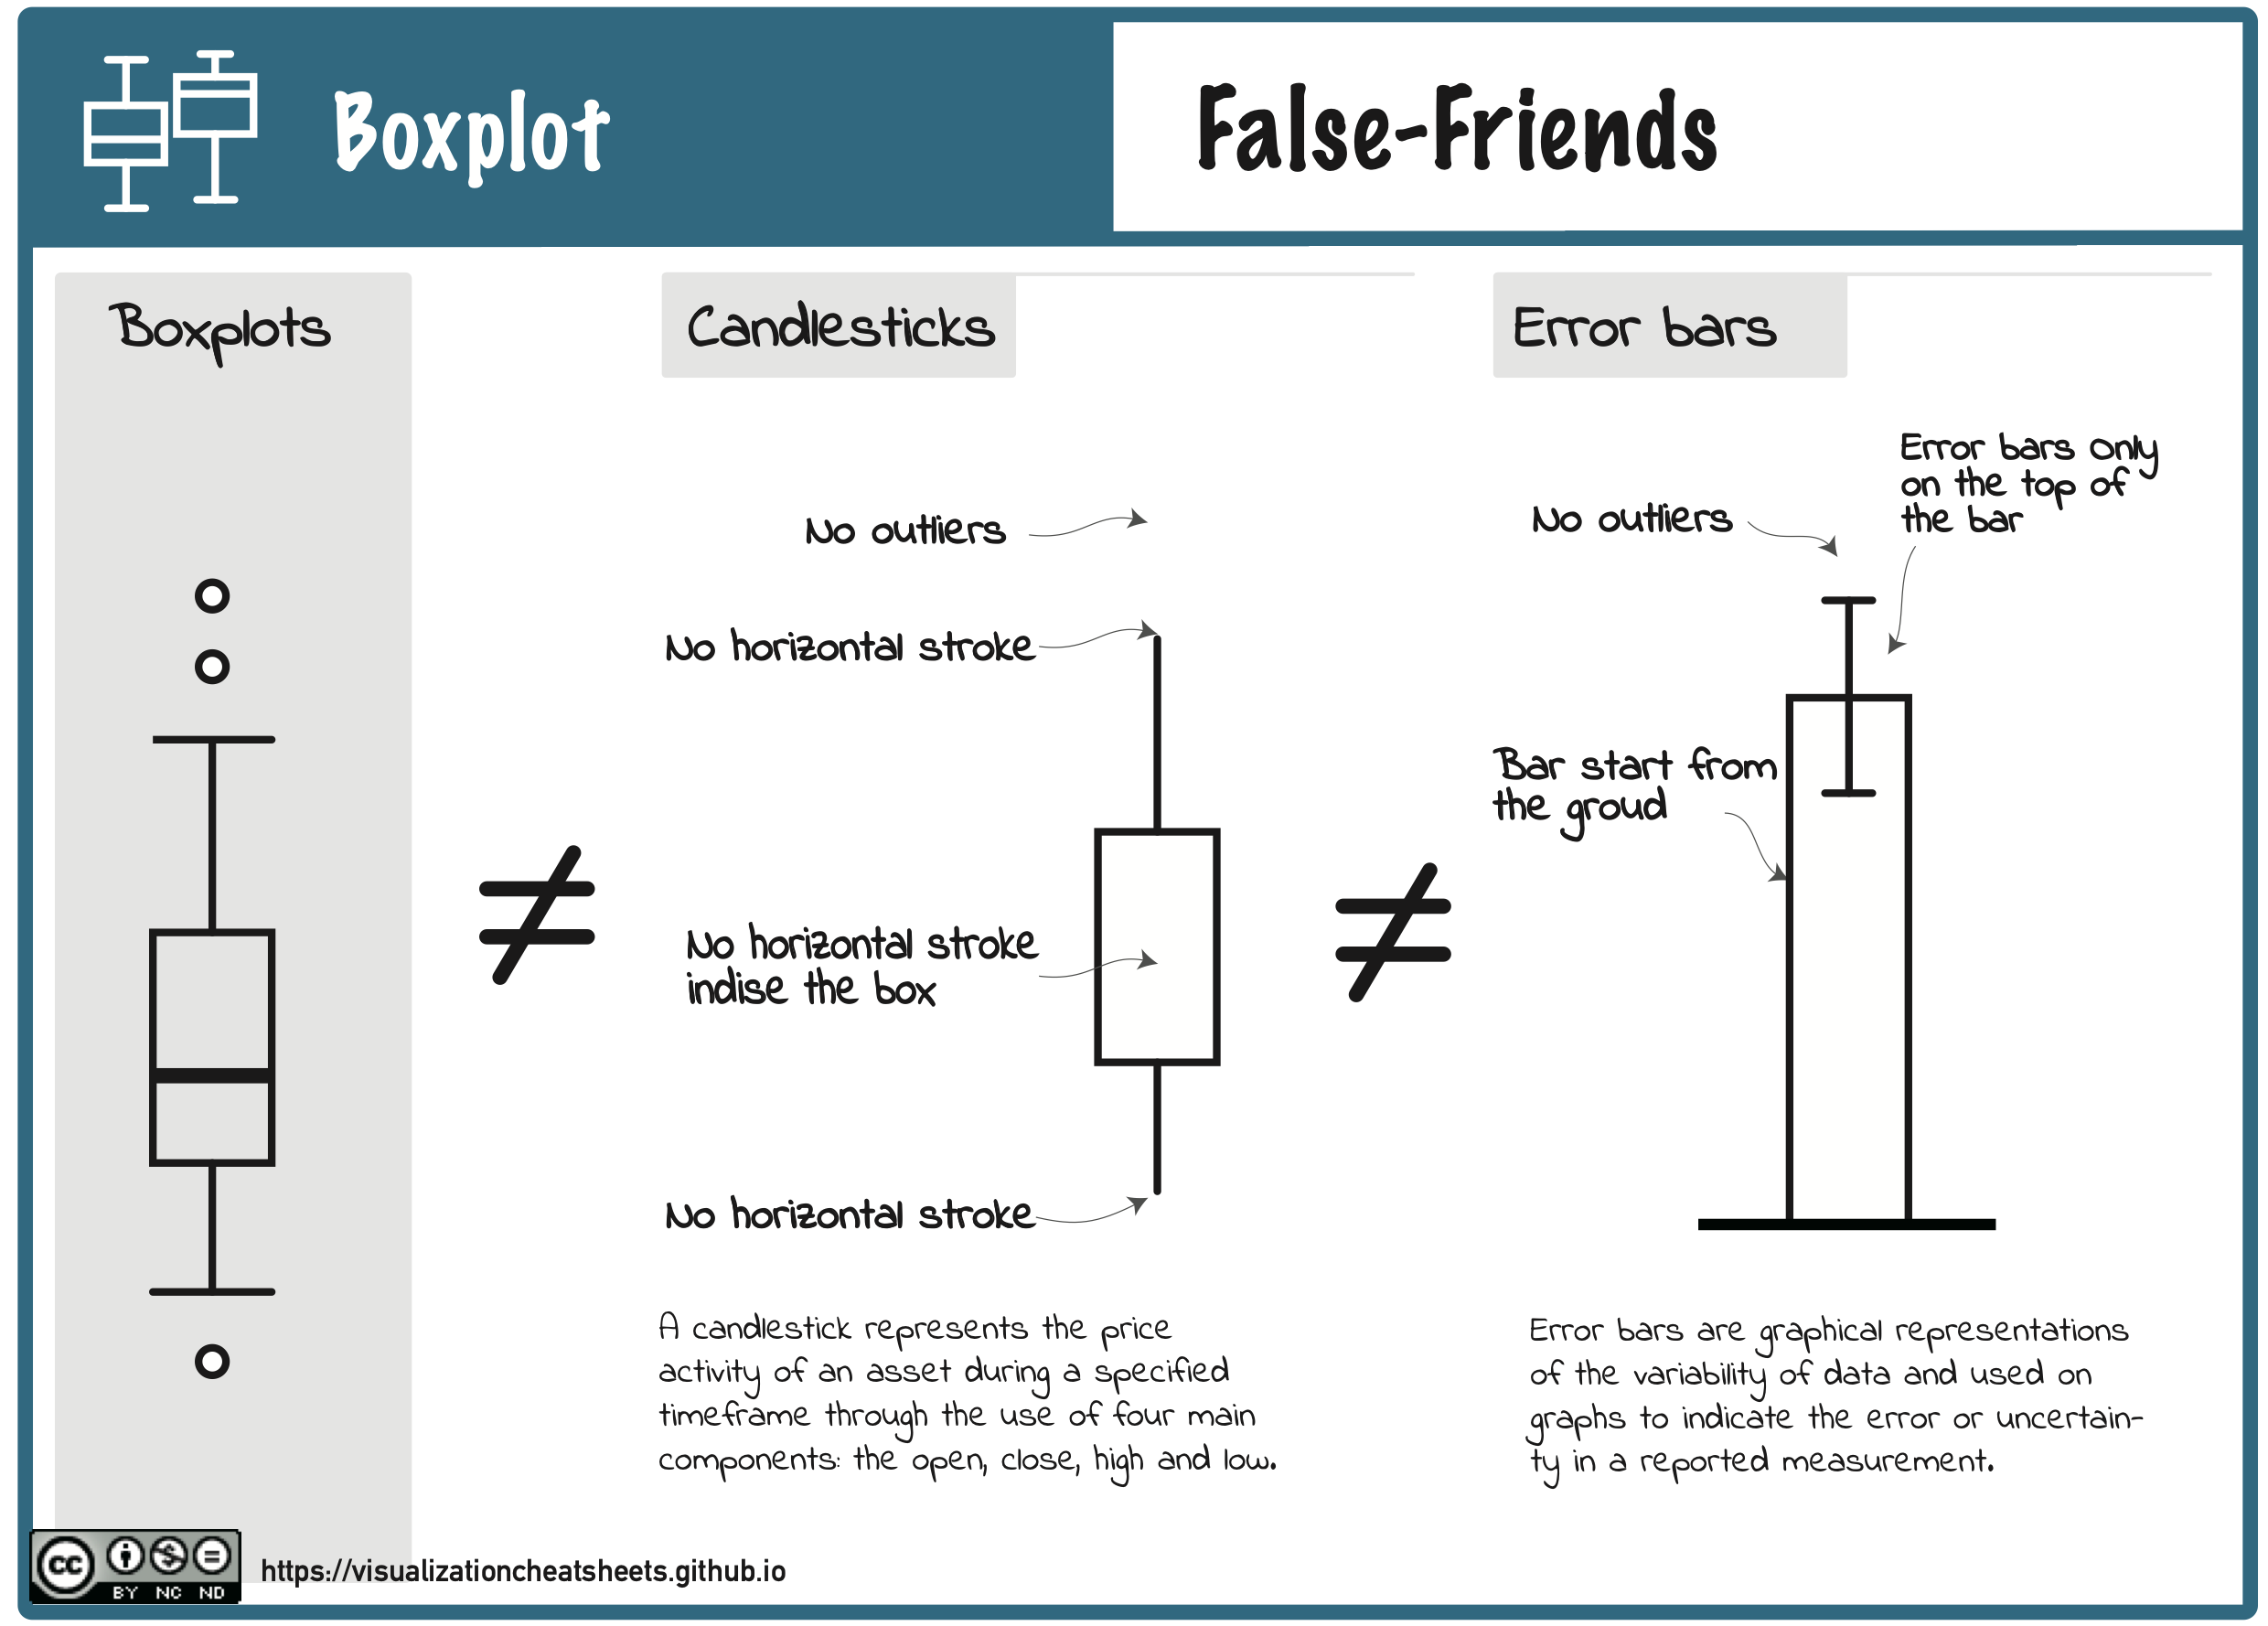 Boxplot
False-Friends
Boxplots
Candlesticks
No outliers
No horizontal stroke
No horizontal stroke
indise the box
No horizontal stroke
A candlestick represents the price
activity of an asset during a specified
timeframe through the use of four main
components: the open, close, high and low.
Error bars
No outliers
Error bars only
on the top of
the bar
Bar start from
the groud
Error bars are graphical representations
of the variability of data and used on
graphs to indicate the error or uncertain-
ty in a reported measurement.
cc
BY NC ND
https://visualizationcheatsheets.github.io